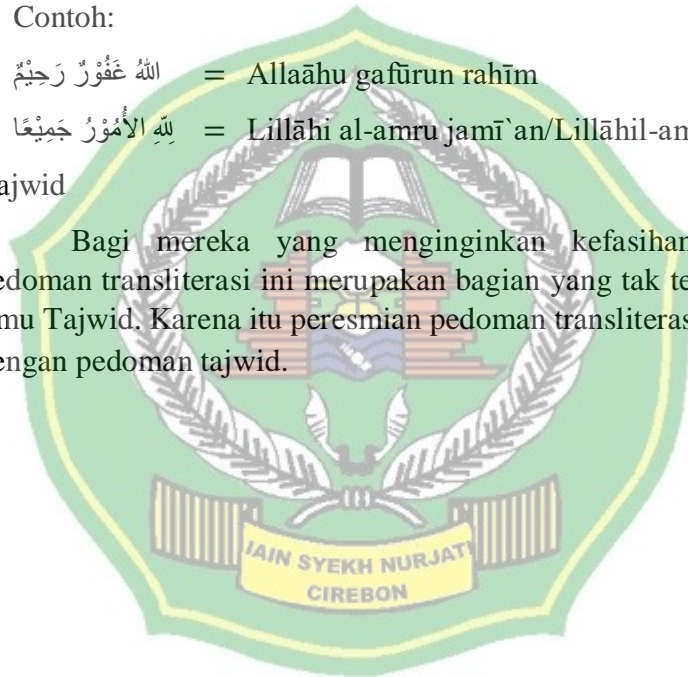 Contoh:
اللهُ غَفُوْرٌ رَحِيْمٌ = Allaāhu gafūrun rahīm
لِلّٰهِ الأُمُوْرُ جَمِيْعًا = Lillāhi al-amru jamī`an/Lillāhil-am
ajwid
Bagi mereka yang menginginkan kefasihan
edoman transliterasi ini merupakan bagian yang tak te
mu Tajwid. Karena itu peresmian pedoman transliteras
engan pedoman tajwid.
IAIN SYEKH NURJATI
CIREBON